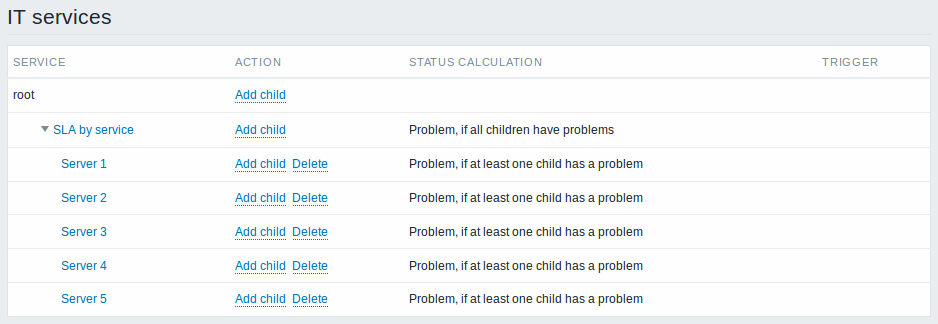 IT services
SERVICE ACTION STATUS CALCULATION TRIGGER
root Add child
SLA by service Add child Problem, if all children have problems
Server 1 Add child Delete Problem, if at least one child has a problem
Server 2 Add child Delete Problem, if at least one child has a problem
Server 3 Add child Delete Problem, if at least one child has a problem
Server 4 Add child Delete Problem, if at least one child has a problem
Server 5 Add child Delete Problem, if at least one child has a problem